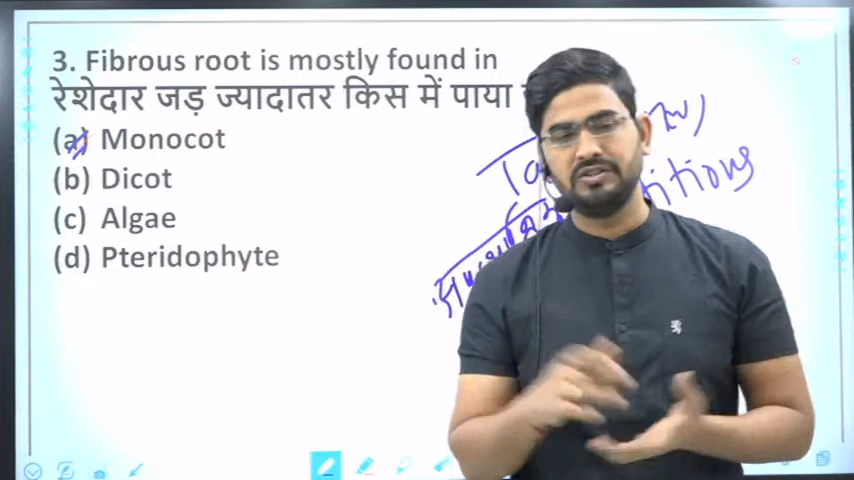 3. Fibrous root is mostly found in
रेशेदार जड़ ज्यादातर किस में पाया
(a) Monocot
(b) Dicot
(c) Algae
(d) Pteridophyte